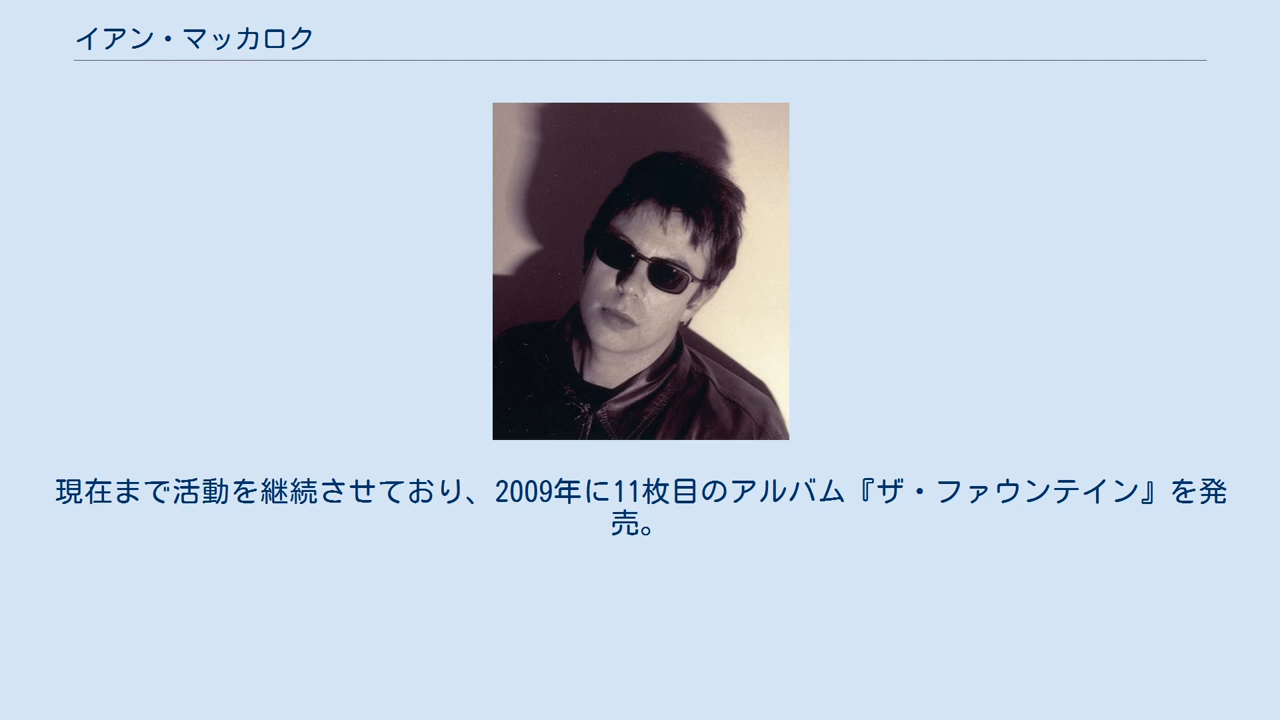 イアン・マッカロク
現在まで活動を継続させており、2009年に11枚目のアルバム『ザ・ファウンテイン』を発
売。